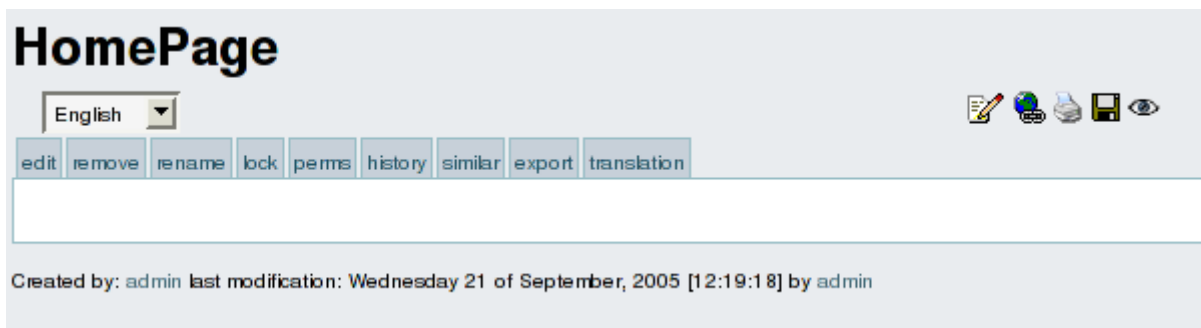 HomePage
English
edit remove rename lock perms history similar export translation
Created by: admin last modification: Wednesday 21 of September, 2005 [12:19:18] by admin